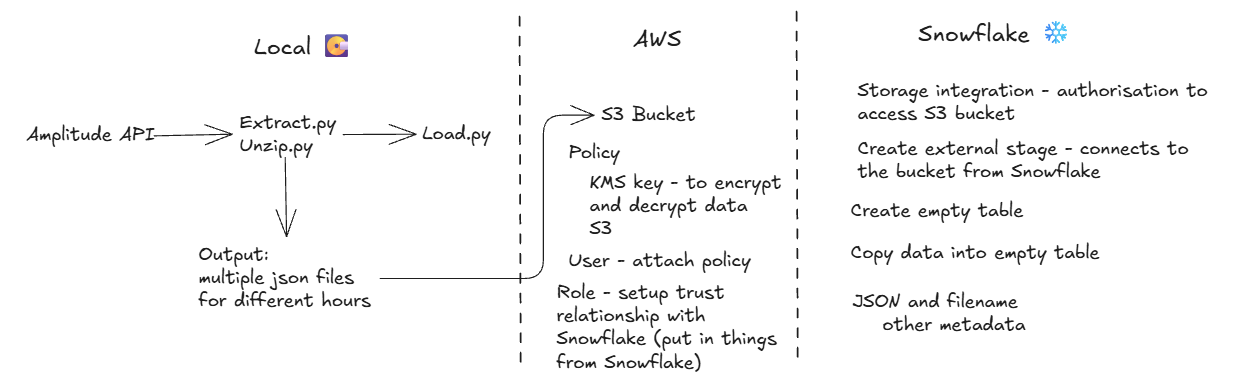 Local
Amplitude API
Extract.py
Unzip.py
Load.py
Output:
multiple json files
for different hours
AWS
S3 Bucket
Policy
KMS key - to encrypt
and decrypt data
S3
User - attach policy
Role - setup trust
relationship with
Snowflake (put in things
from Snowflake)
Snowflake
Storage integration - authorisation to
access S3 bucket
Create external stage - connects to
the bucket from Snowflake
Create empty table
Copy data into empty table
JSON and filename
other metadata